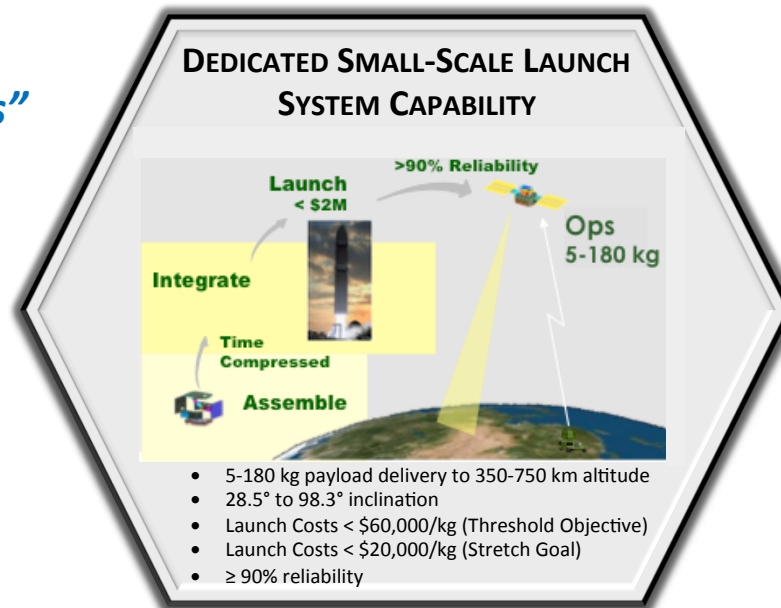 s”
DEDICATED SMALL-SCALE LAUNCH
SYSTEM CAPABILITY
>90% Reliability
Launch
< $2M
Ops
5-180 kg
Integrate
Time
Compressed
Assemble
• 5-180 kg payload delivery to 350-750 km altitude
• 28.5° to 98.3° inclination
• Launch Costs < $60,000/kg (Threshold Objective)
• Launch Costs < $20,000/kg (Stretch Goal)
• ≥ 90% reliability